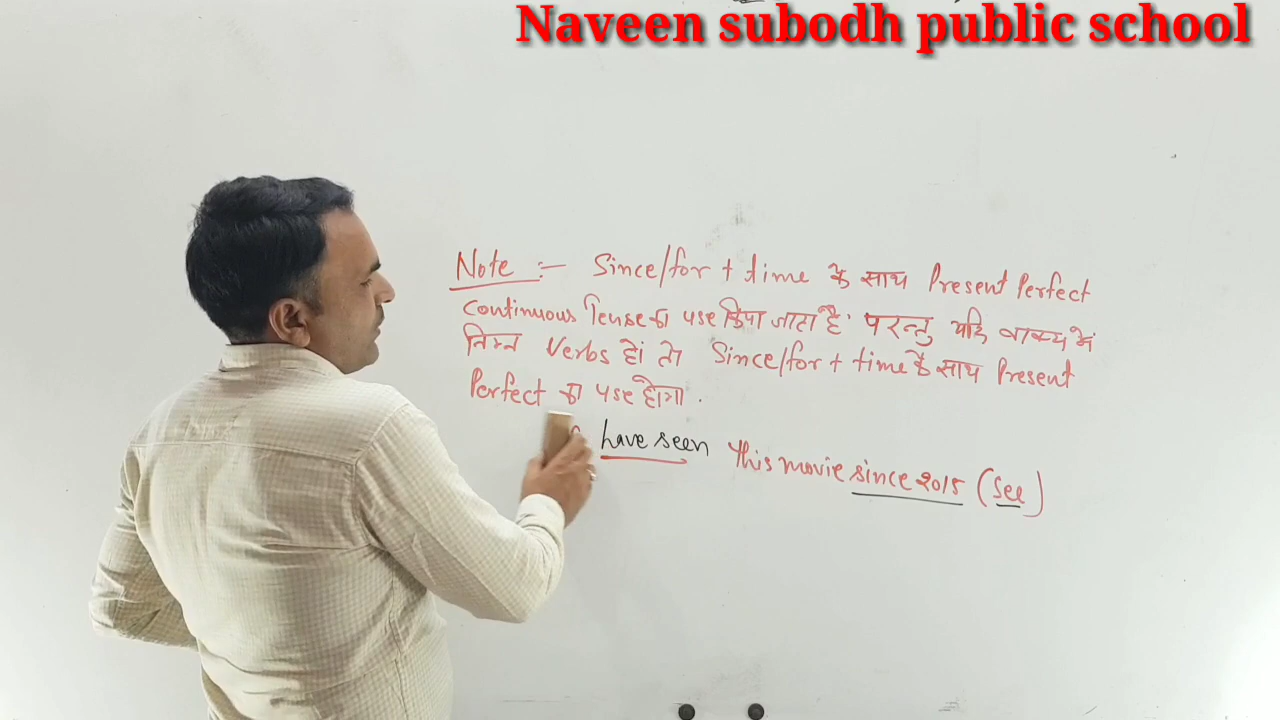 Naveen subodh public school
Note :- Since/for + time के साथ Present Perfect
continuous Tense का use किया जाता है परन्तु यदि वाक्य में
निम्न Verbs हों तो Since/for + time के साथ Present
Perfect का use होगा .
have seen this movie since 2015 (see)